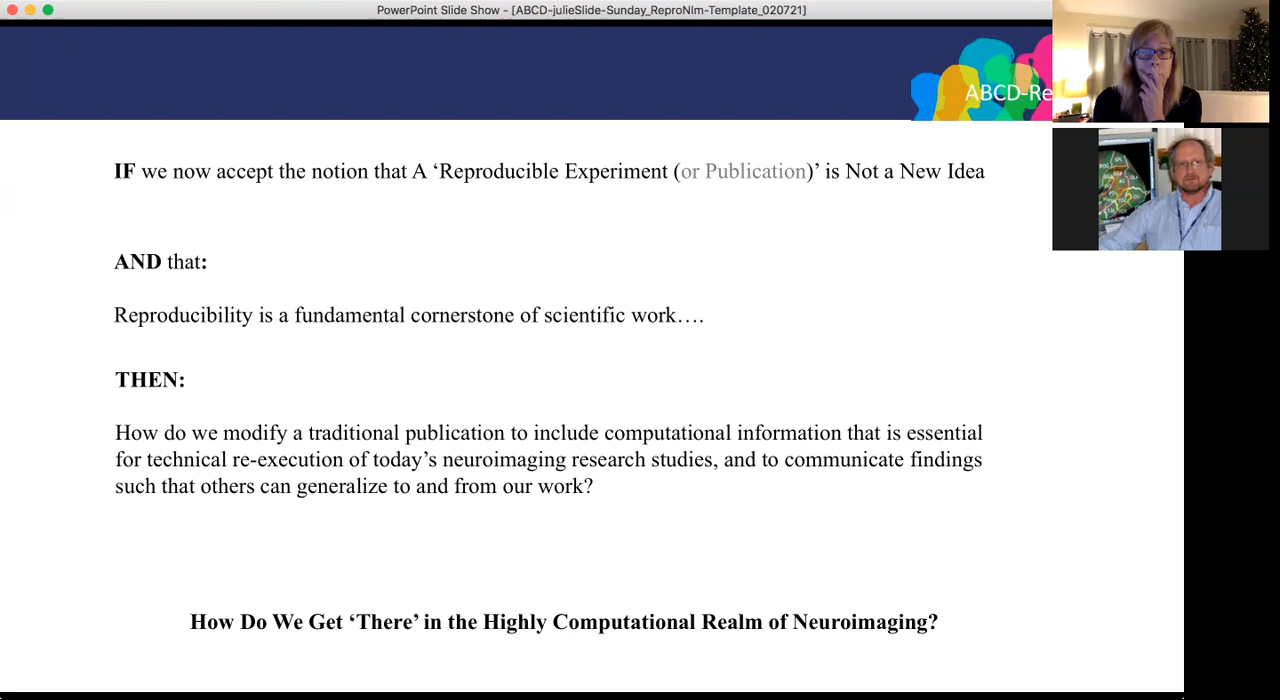 PowerPoint Slide Show - [ABCD-julieSlide-Sunday_ReproNIm-Template_020721]
ABCD-Re
IF we now accept the notion that A ‘Reproducible Experiment (or Publication)’ is Not a New Idea
AND that:
Reproducibility is a fundamental cornerstone of scientific work….
THEN:
How do we modify a traditional publication to include computational information that is essential
for technical re-execution of today’s neuroimaging research studies, and to communicate findings
such that others can generalize to and from our work?
How Do We Get ‘There’ in the Highly Computational Realm of Neuroimaging?